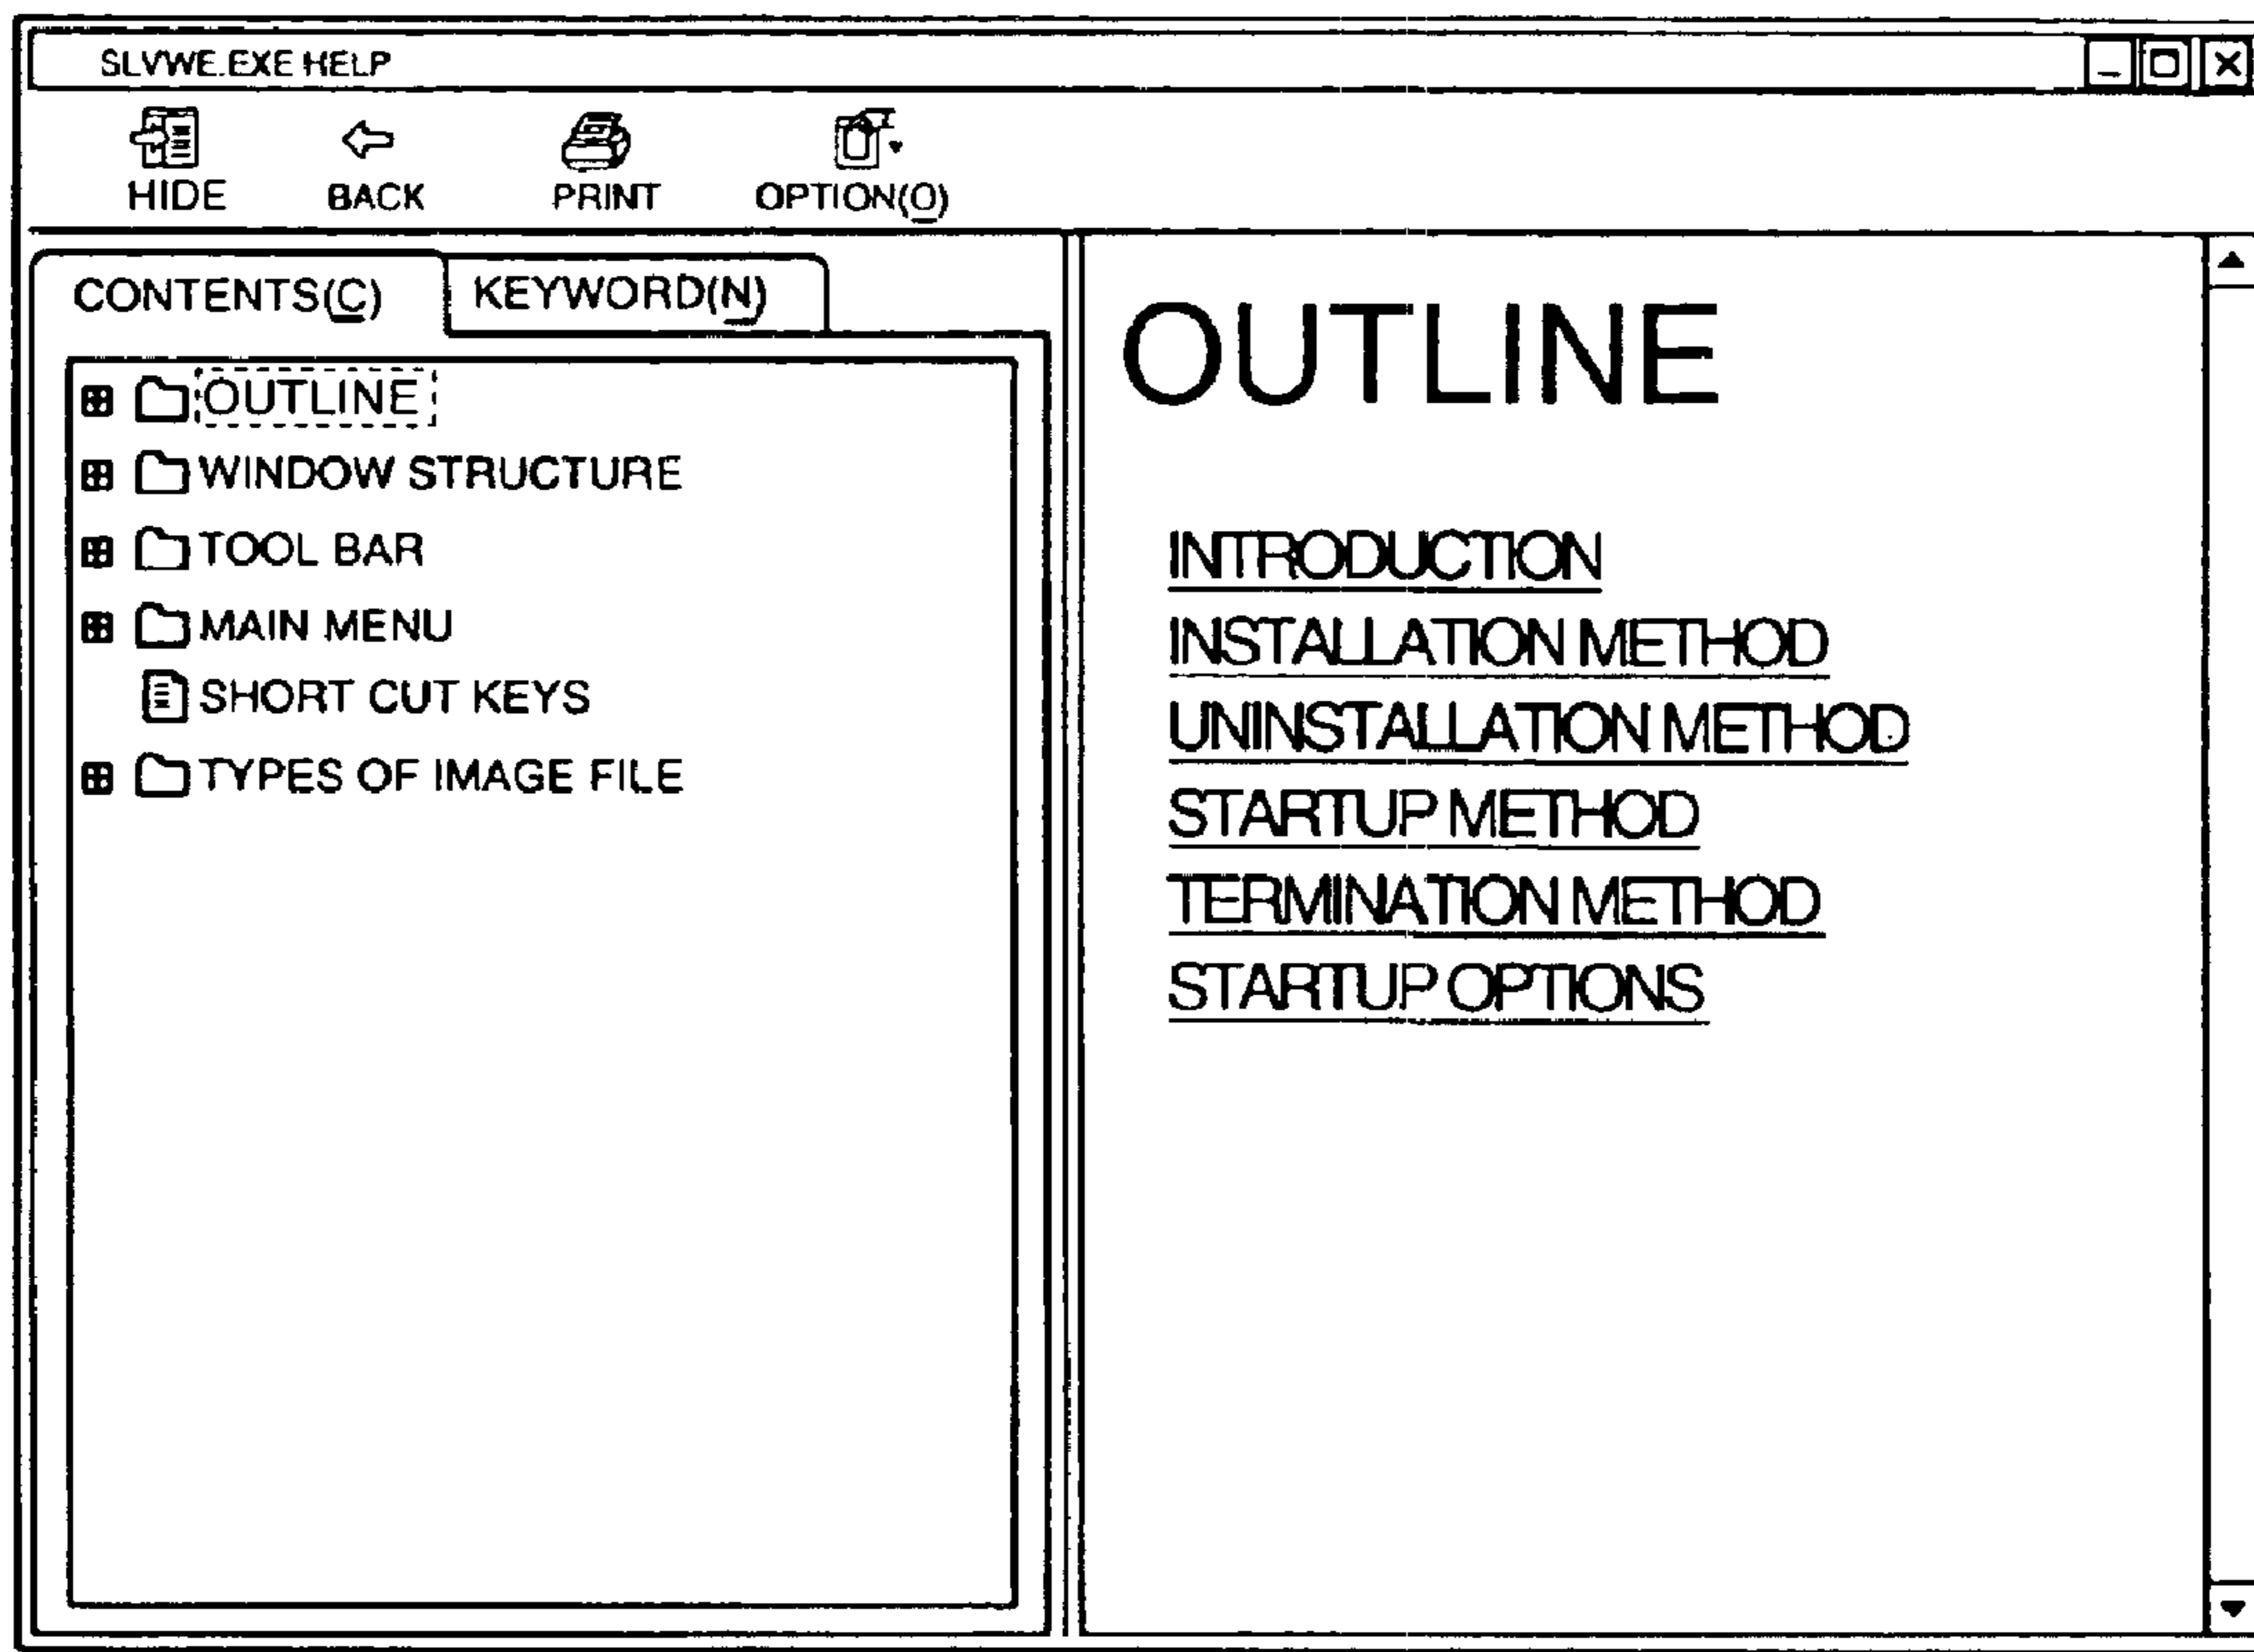 SLVWE.EXE HELP
HIDE BACK PRINT OPTION(O)
CONTENTS(C) KEYWORD(N)
OUTLINE
WINDOW STRUCTURE
TOOL BAR
MAIN MENU
SHORT CUT KEYS
TYPES OF IMAGE FILE
OUTLINE
INTRODUCTION
INSTALLATION METHOD
UNINSTALLATION METHOD
STARTUP METHOD
TERMINATION METHOD
STARTUP OPTIONS